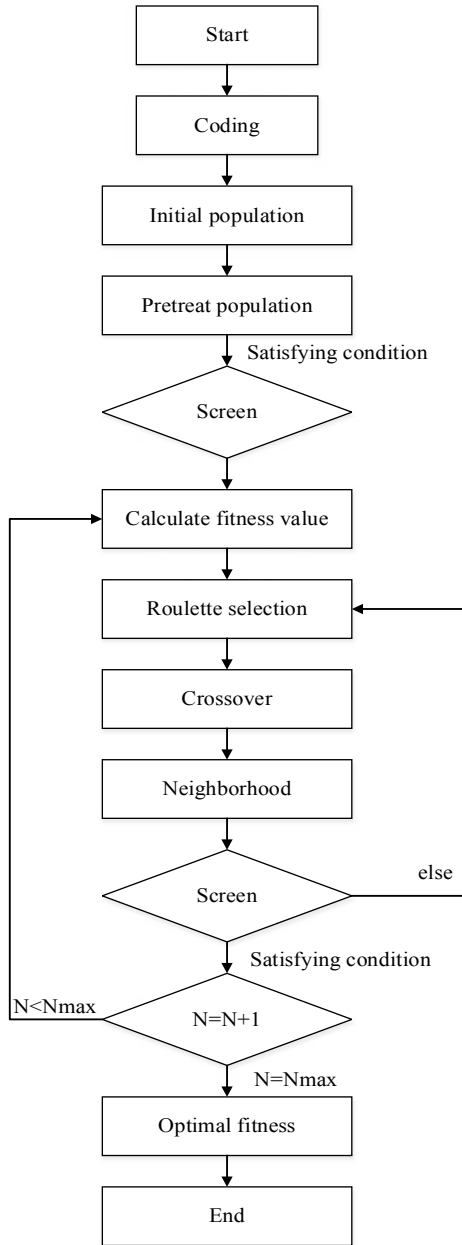 Start
Coding
Initial population
Pretreat population
Satisfying condition
Screen
Calculate fitness value
Roulette selection
Crossover
Neighborhood
Screen
else
Satisfying condition
N<Nmax
N=N+1
N=Nmax
Optimal fitness
End